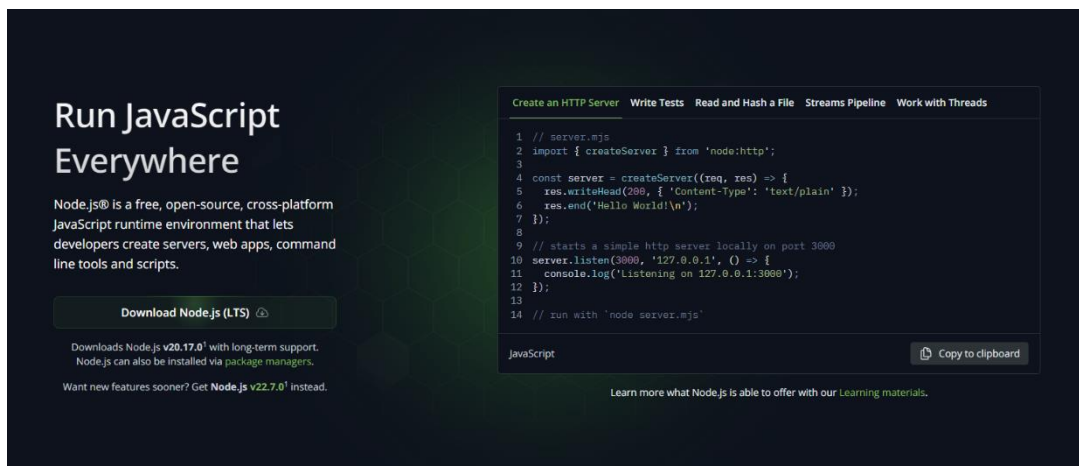 Run JavaScript
Everywhere
Node.js® is a free, open-source, cross-platform
JavaScript runtime environment that lets
developers create servers, web apps, command
line tools and scripts.
Download Node.js (LTS)
Downloads Node.js v20.17.0¹ with long-term support.
Node.js can also be installed via package managers.
Want new features sooner? Get Node.js v22.7.0¹ instead.
Create an HTTP Server Write Tests Read and Hash a File Streams Pipeline Work with Threads
1 // server.mjs
2 import { createServer } from 'node:http';
3
4 const server = createServer((req, res) => {
5   res.writeHead(200, { 'Content-Type': 'text/plain' });
6   res.end('Hello World!\n');
7 });
8
9 // starts a simple http server locally on port 3000
10 server.listen(3000, '127.0.0.1', () => {
11   console.log('Listening on 127.0.0.1:3000');
12 });
13
14 // run with `node server.mjs`
JavaScript Copy to clipboard
Learn more what Node.js is able to offer with our Learning materials.